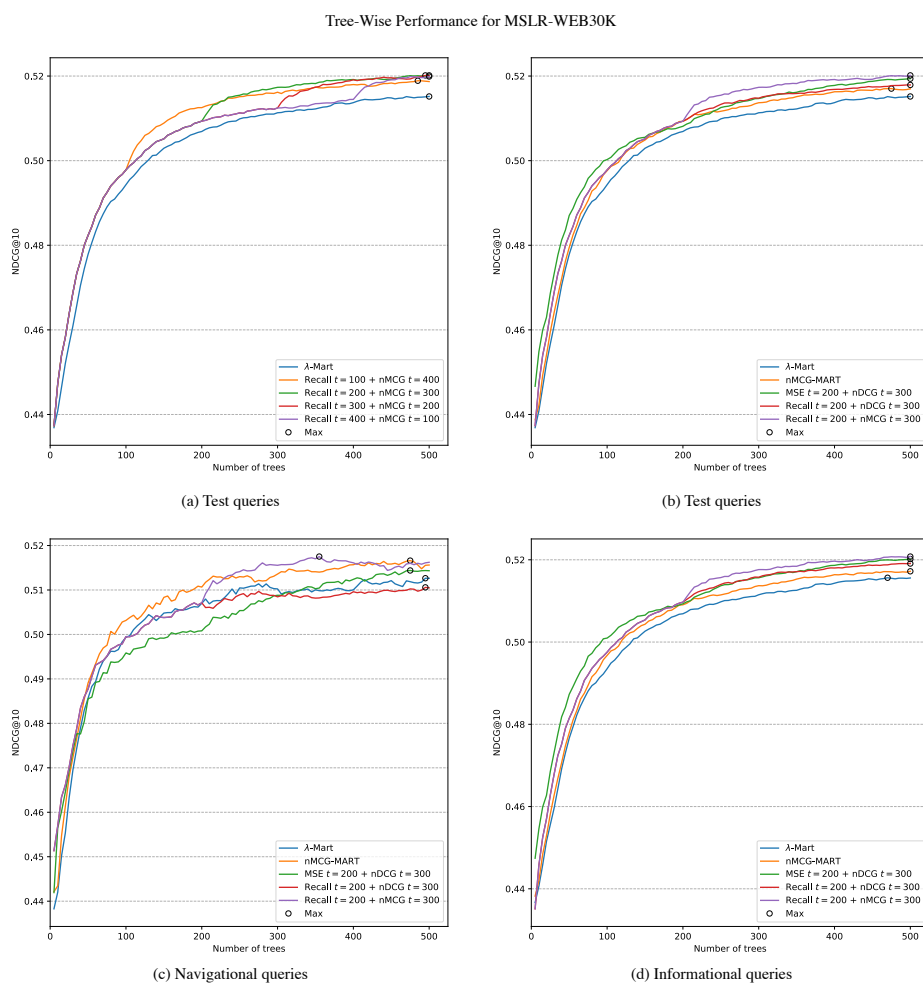 Tree-Wise Performance for MSLR-WEB30K
0.52
0.50
0.48
0.46
0.44
NDCG@10
0
100
200
300
400
500
Number of trees
λ-Mart
Recall t = 100 + nMCG t = 400
Recall t = 200 + nMCG t = 300
Recall t = 300 + nMCG t = 200
Recall t = 400 + nMCG t = 100
Max
(a) Test queries
0.52
0.50
0.48
0.46
0.44
NDCG@10
0
100
200
300
400
500
Number of trees
λ-Mart
nMCG-MART
MSE t = 200 + nDCG t = 300
Recall t = 200 + nDCG t = 300
Recall t = 200 + nMCG t = 300
Max
(b) Test queries
0.52
0.51
0.50
0.49
0.48
0.47
0.46
0.45
0.44
NDCG@10
0
100
200
300
400
500
Number of trees
λ-Mart
nMCG-MART
MSE t = 200 + nDCG t = 300
Recall t = 200 + nDCG t = 300
Recall t = 200 + nMCG t = 300
Max
(c) Navigational queries
0.52
0.50
0.48
0.46
0.44
NDCG@10
0
100
200
300
400
500
Number of trees
λ-Mart
nMCG-MART
MSE t = 200 + nDCG t = 300
Recall t = 200 + nDCG t = 300
Recall t = 200 + nMCG t = 300
Max
(d) Informational queries